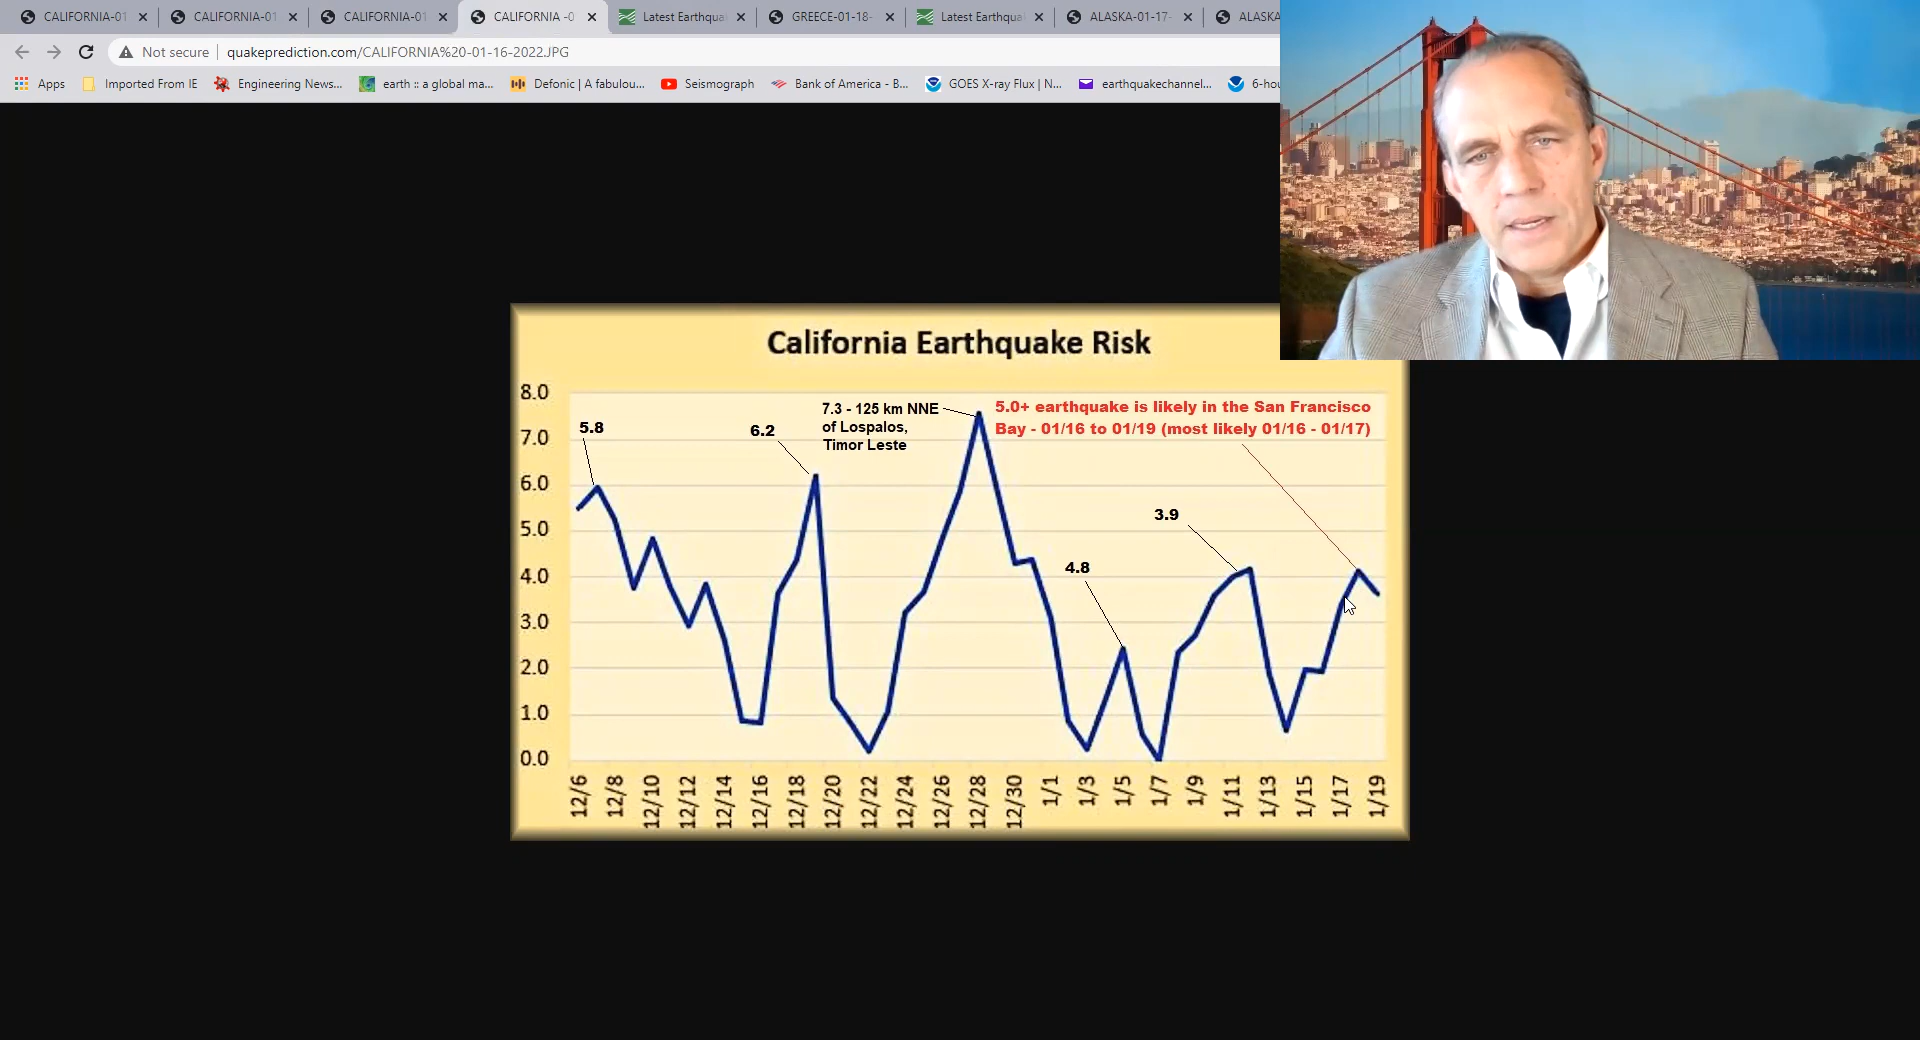 CALIFORNIA-01
CALIFORNIA-01
CALIFORNIA-01
CALIFORNIA -0
Latest Earthqua
GREECE-01-18-
Latest Earthqua
ALASKA-01-17-
ALASKA
Not secure
quakeprediction.com/CALIFORNIA%20-01-16-2022.JPG
Apps
Imported From IE
Engineering News...
earth :: a global ma...
Defonic | A fabulou...
Seismograph
Bank of America - B...
GOES X-ray Flux | N...
earthquakechannel...
6-hou
California Earthquake Risk
8.0
7.0
6.0
5.0
4.0
3.0
2.0
1.0
0.0
5.8
6.2
7.3 - 125 km NNE
of Lospalos,
Timor Leste
5.0+ earthquake is likely in the San Francisco
Bay - 01/16 to 01/19 (most likely 01/16 - 01/17)
4.8
3.9
12/6
12/8
12/10
12/12
12/14
12/16
12/18
12/20
12/22
12/24
12/26
12/28
12/30
1/1
1/3
1/5
1/7
1/9
1/11
1/13
1/15
1/17
1/19